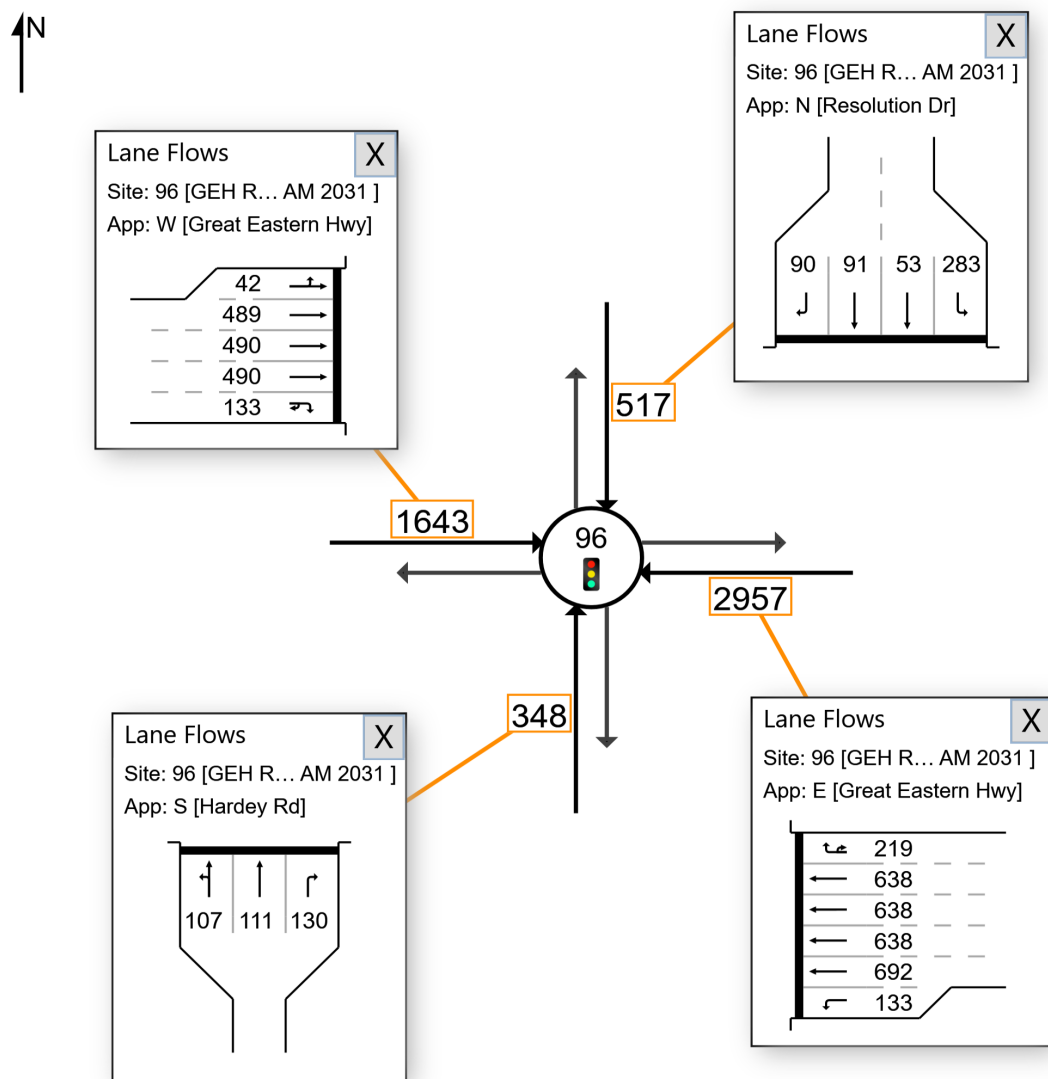 N
Lane Flows
X
Site: 96 [GEH R... AM 2031 ]
App: N [Resolution Dr]
90 91 53 283
Lane Flows
X
Site: 96 [GEH R... AM 2031 ]
App: W [Great Eastern Hwy]
42
489
490
490
133
517
1643
96
2957
348
Lane Flows
X
Site: 96 [GEH R... AM 2031 ]
App: S [Hardey Rd]
107 111 130
Lane Flows
X
Site: 96 [GEH R... AM 2031 ]
App: E [Great Eastern Hwy]
219
638
638
638
692
133